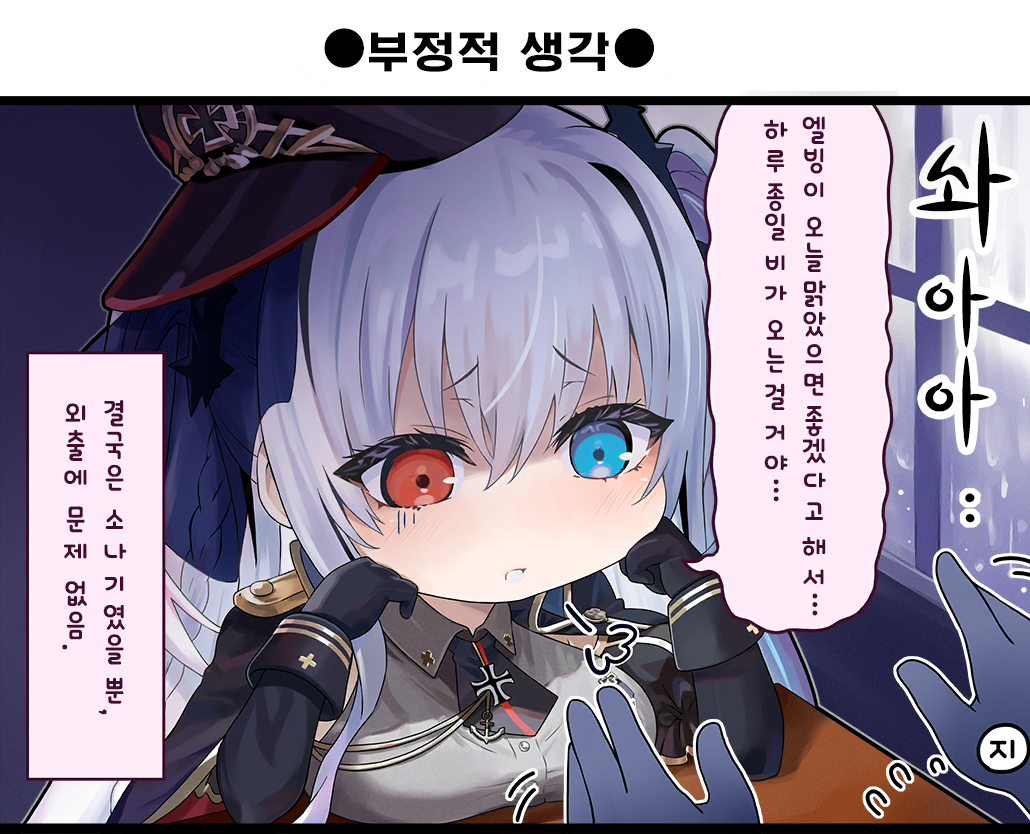 ●부정적 생각●
엘빙이 오늘 맑았으면 좋겠다고 해서…
하루종일 비가 오는걸 거야…
쏴아아‥
지
결국은 소나기였을 뿐,
외출에 문제 없음.